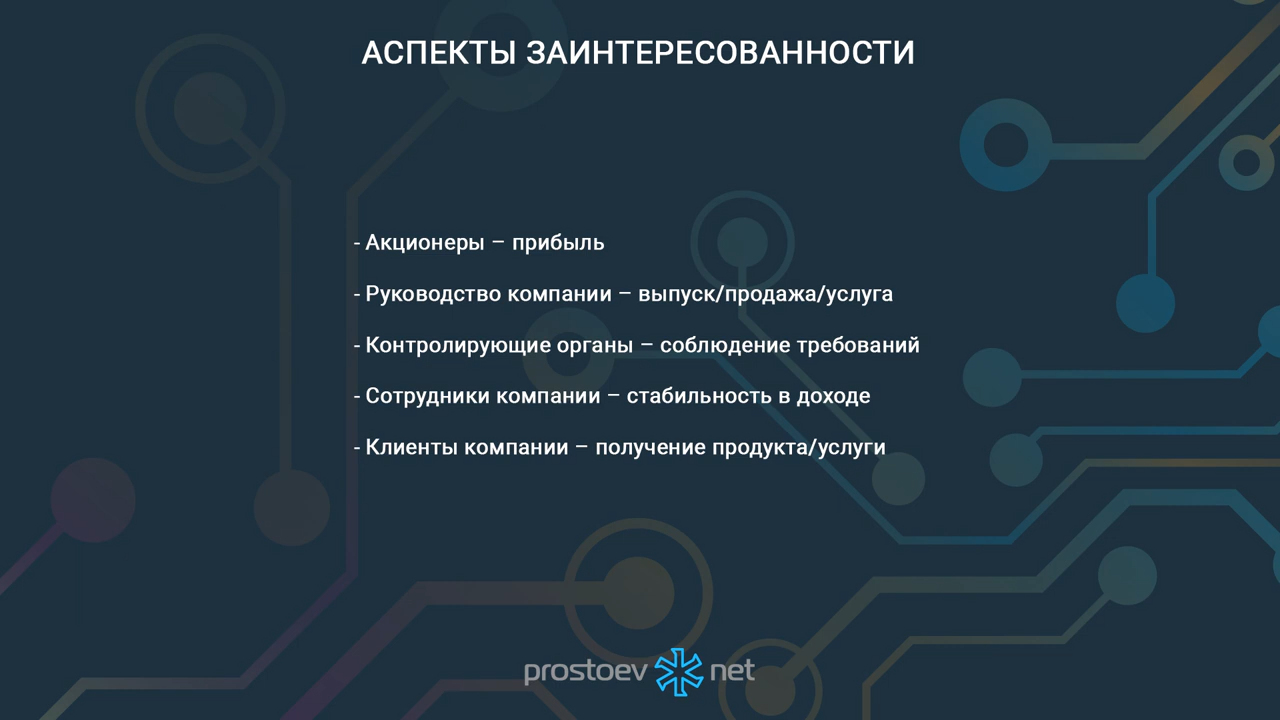 АСПЕКТЫ ЗАИНТЕРЕСОВАННОСТИ
- Акционеры – прибыль
- Руководство компании – выпуск/продажа/услуга
- Контролирующие органы – соблюдение требований
- Сотрудники компании – стабильность в доходе
- Клиенты компании – получение продукта/услуги
prostoev net